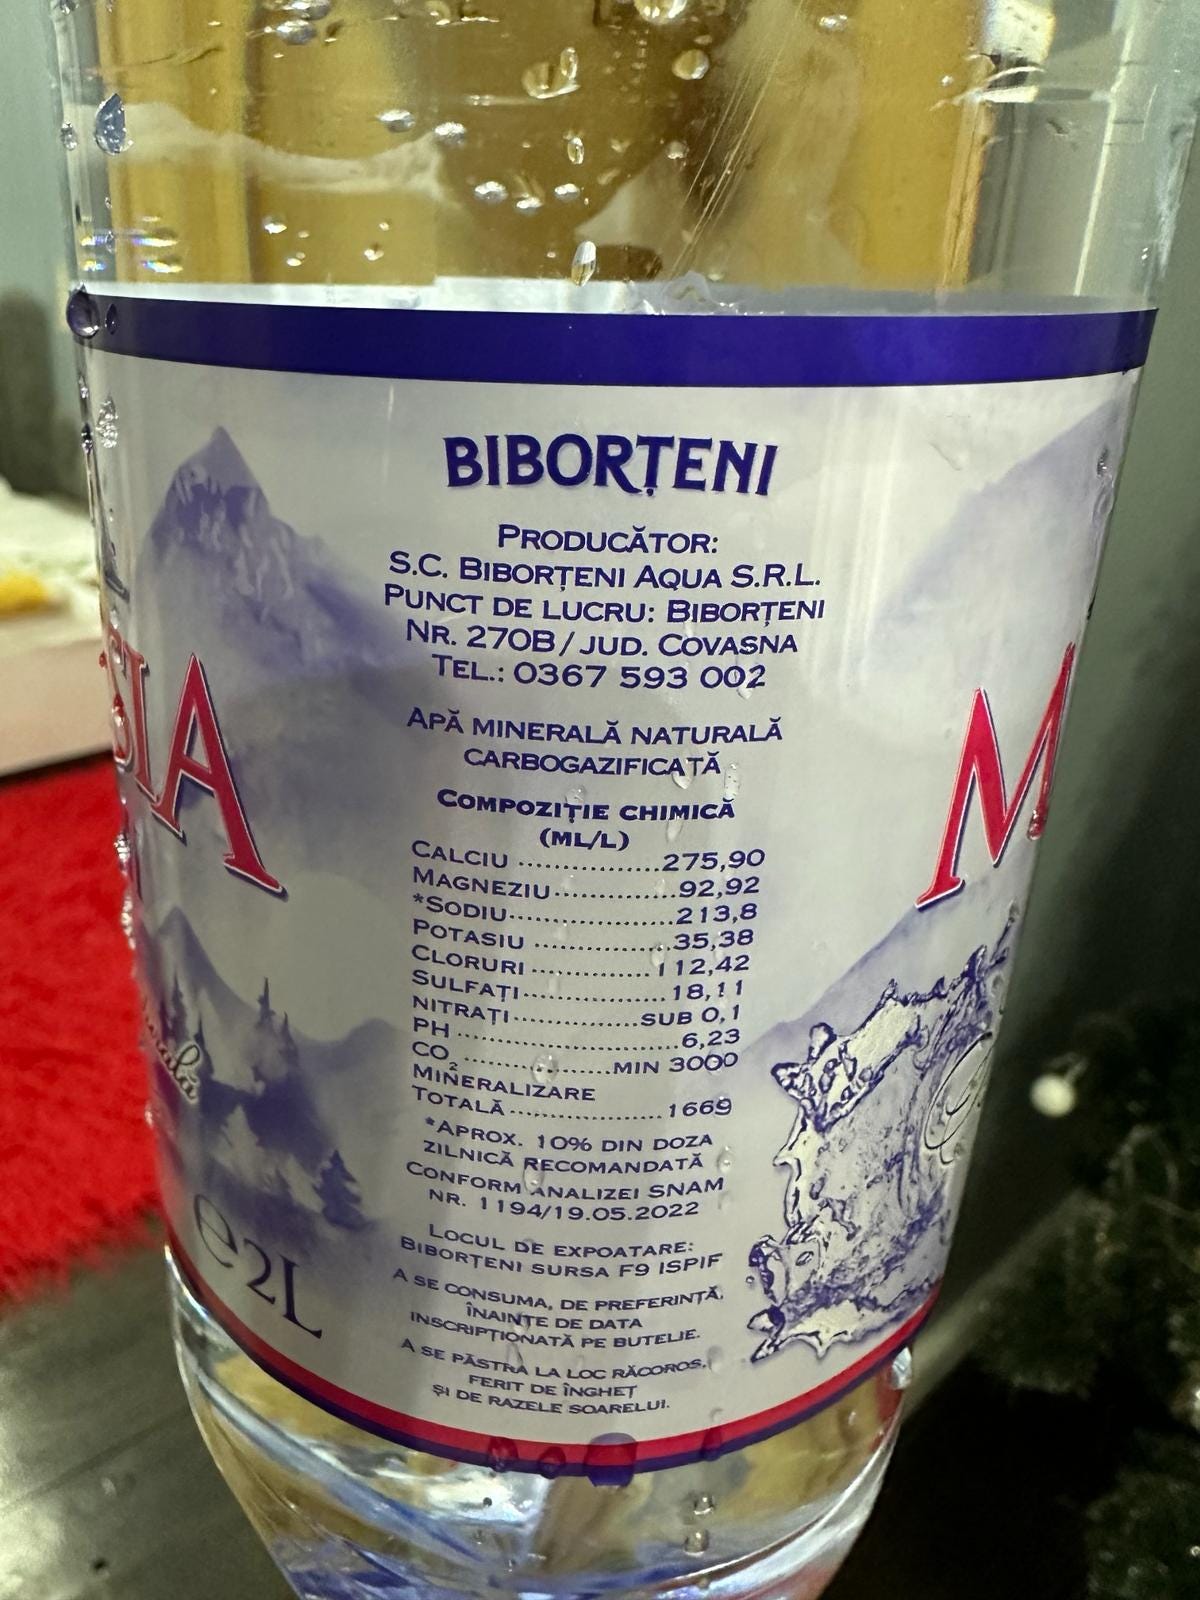 BIBORȚENI
PRODUCĂTOR:
S.C. BIBORȚENI AQUA S.R.L.
PUNCT DE LUCRU: BIBORȚENI
NR. 270B / JUD. COVASNA
TEL.: 0367 593 002
APĂ MINERALĂ NATURALĂ
CARBOGAZIFICATĂ
COMPOZIȚIE CHIMICĂ
(ML/L)
CALCIU ..................275,90
MAGNEZIU................92,92
*SODIU......................213,8
POTASIU ...................35,38
CLORURI ................112,42
SULFAȚI...................18,11
NITRAȚI.................SUB 0,1
PH ..............................6,23
CO2 ....................MIN 3000
MINERALIZARE
TOTALĂ....................1669
*APROX. 10% DIN DOZA
ZILNICĂ RECOMANDATĂ
CONFORM ANALIZEI SNAM
NR. 1194/19.05.2022
LOCUL DE EXPOATARE:
BIBORȚENI SURSA F9 ISPIF
A SE CONSUMA, DE PREFERINȚĂ,
ÎNAINTE DE DATA
INSCRIPȚIONATĂ PE BUTELIE.
A SE PĂSTRA LA LOC RĂCOROS,
FERIT DE ÎNGHEȚ
ȘI DE RAZELE SOARELUI.
SIA
M
℮ 2L